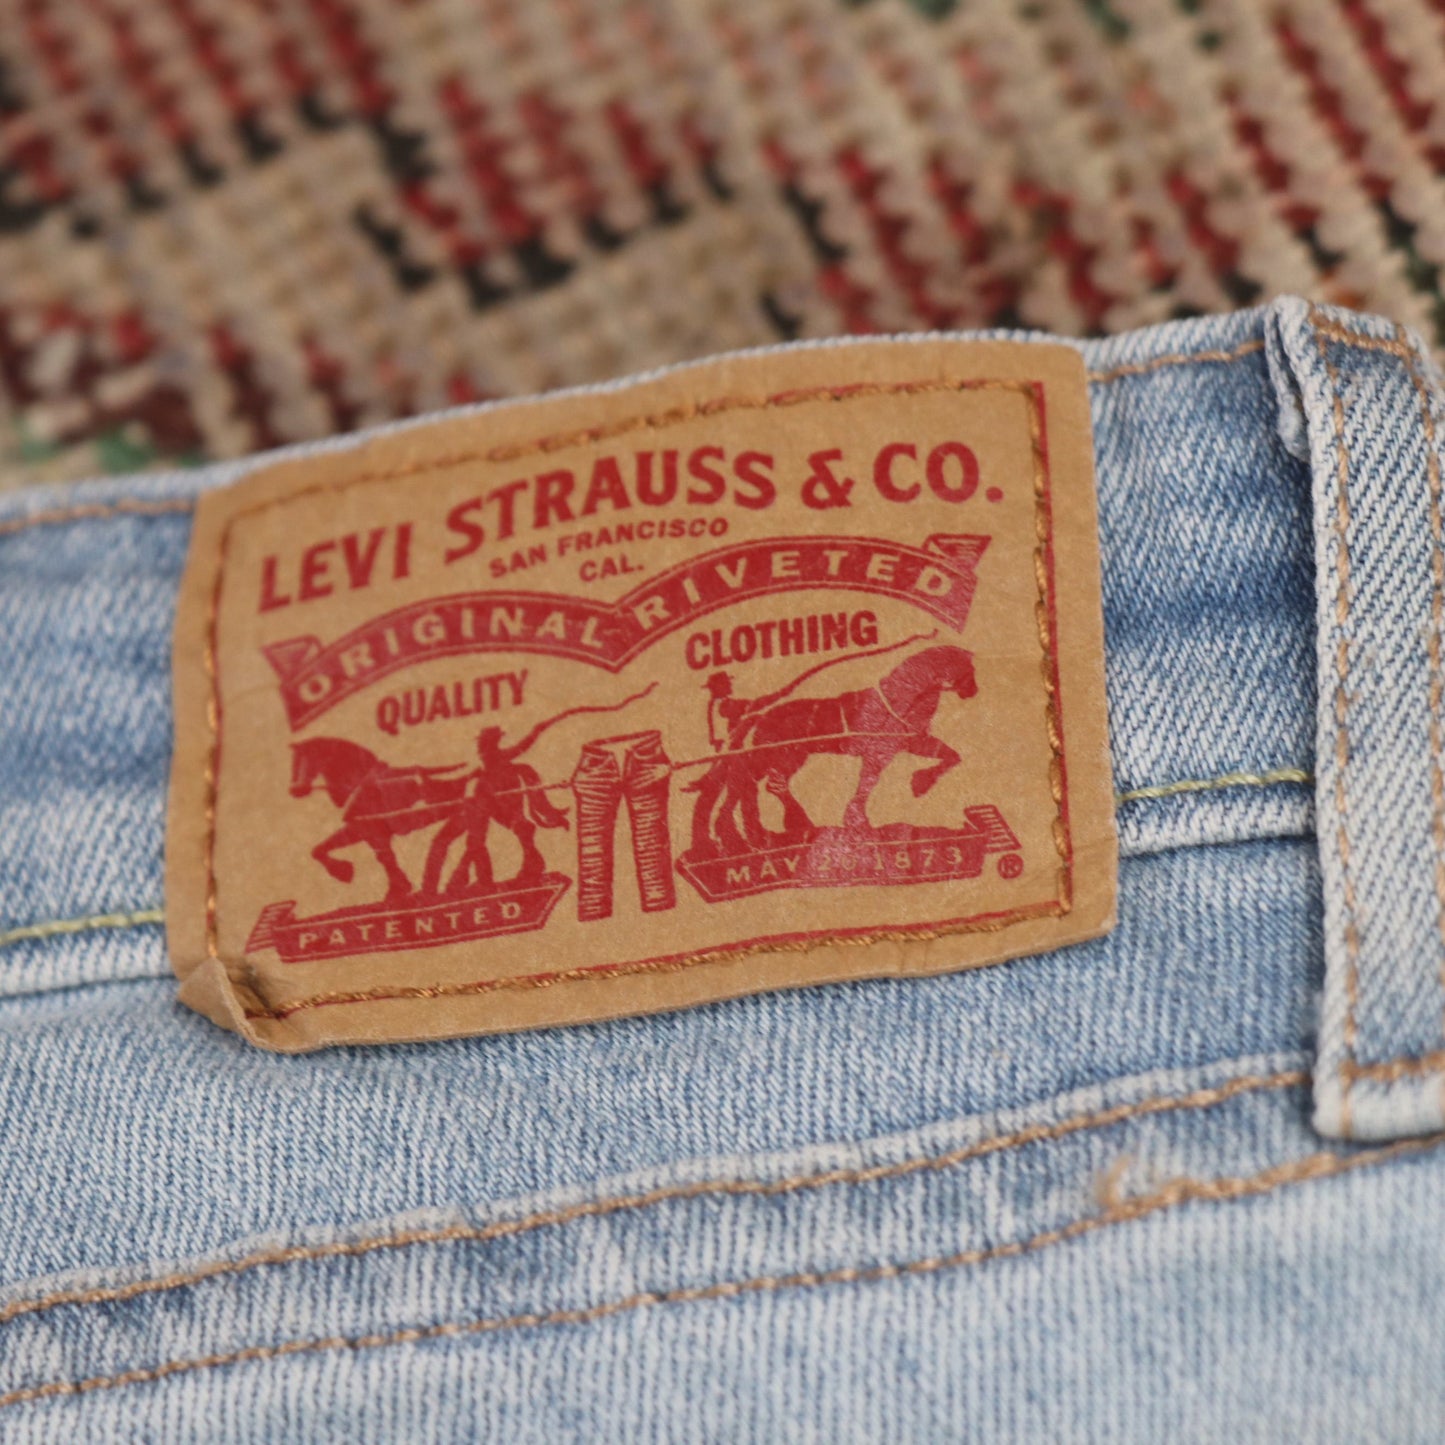 LEVI STRAUSS & CO.
SAN FRANCISCO
CAL.
ORIGINAL RIVETED
QUALITY CLOTHING
PATENTED MAY 20 1873 ®